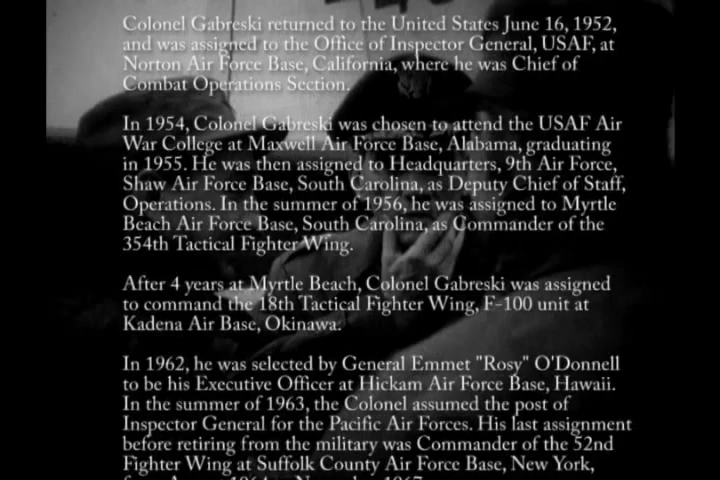 Colonel Gabreski returned to the United States June 16, 1952,
and was assigned to the Office of Inspector General, USAF, at
Norton Air Force Base, California, where he was Chief of
Combat Operations Section.
In 1954, Colonel Gabreski was chosen to attend the USAF Air
War College at Maxwell Air Force Base, Alabama, graduating
in 1955. He was then assigned to Headquarters, 9th Air Force,
Shaw Air Force Base, South Carolina, as Deputy Chief of Staff,
Operations. In the summer of 1956, he was assigned to Myrtle
Beach Air Force Base, South Carolina, as Commander of the
354th Tactical Fighter Wing.
After 4 years at Myrtle Beach, Colonel Gabreski was assigned
to command the 18th Tactical Fighter Wing, F-100 unit at
Kadena Air Base, Okinawa.
In 1962, he was selected by General Emmet "Rosy" O'Donnell
to be his Executive Officer at Hickam Air Force Base, Hawaii.
In the summer of 1963, the Colonel assumed the post of
Inspector General for the Pacific Air Forces. His last assignment
before retiring from the military was Commander of the 52nd
Fighter Wing at Suffolk County Air Force Base, New York,